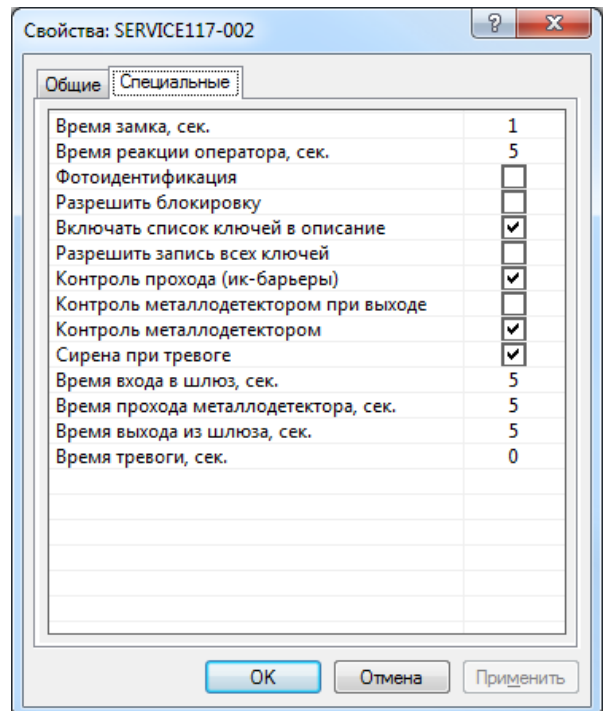 Свойства: SERVICE117-002
Общие Специальные
Время замка, сек. 1
Время реакции оператора, сек. 5
Фотоидентификация
Разрешить блокировку
Включать список ключей в описание
Разрешить запись всех ключей
Контроль прохода (ик-барьеры)
Контроль металлодетектором при выходе
Контроль металлодетектором
Сирена при тревоге
Время входа в шлюз, сек. 5
Время прохода металлодетектора, сек. 5
Время выхода из шлюза, сек. 5
Время тревоги, сек. 0
OK Отмена Применить